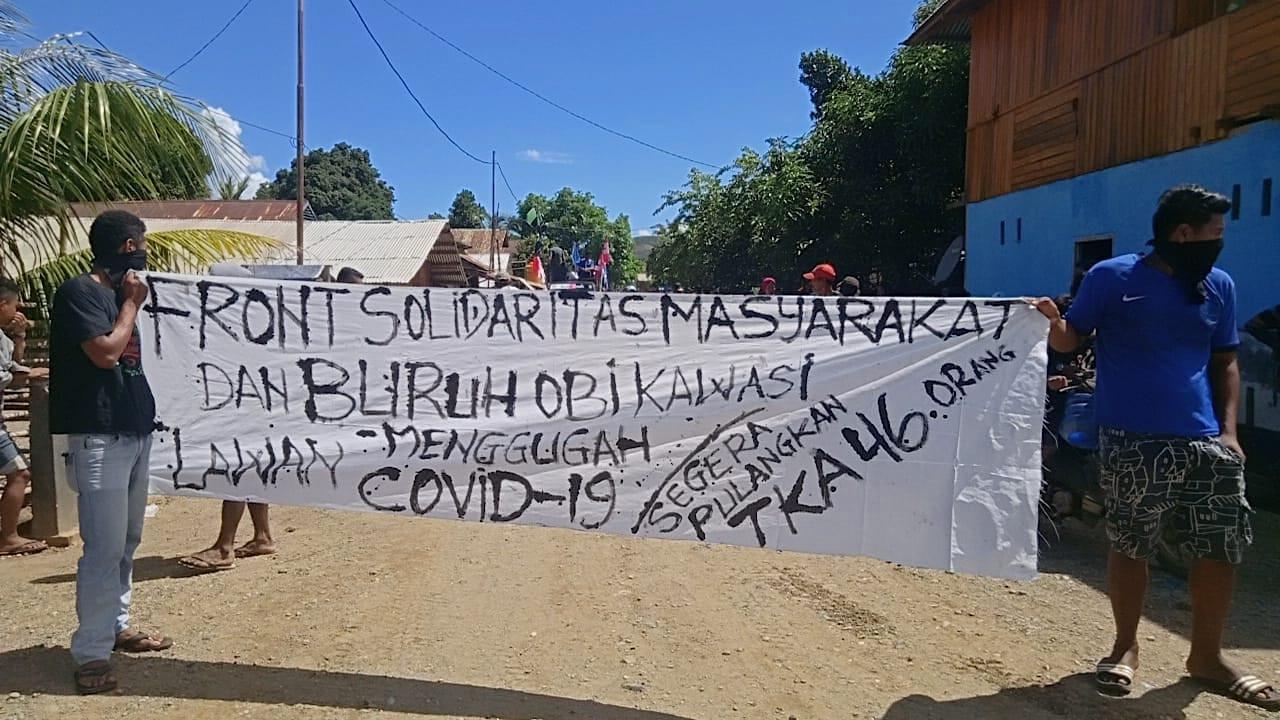 FRONT SOLIDARITAS MASYARAKAT
DAN BURUH OBI KAWASI
LAWAN - MENGGUGAH
COVID-19
SEGERA
PULANGKAN
TKA 46..ORANG